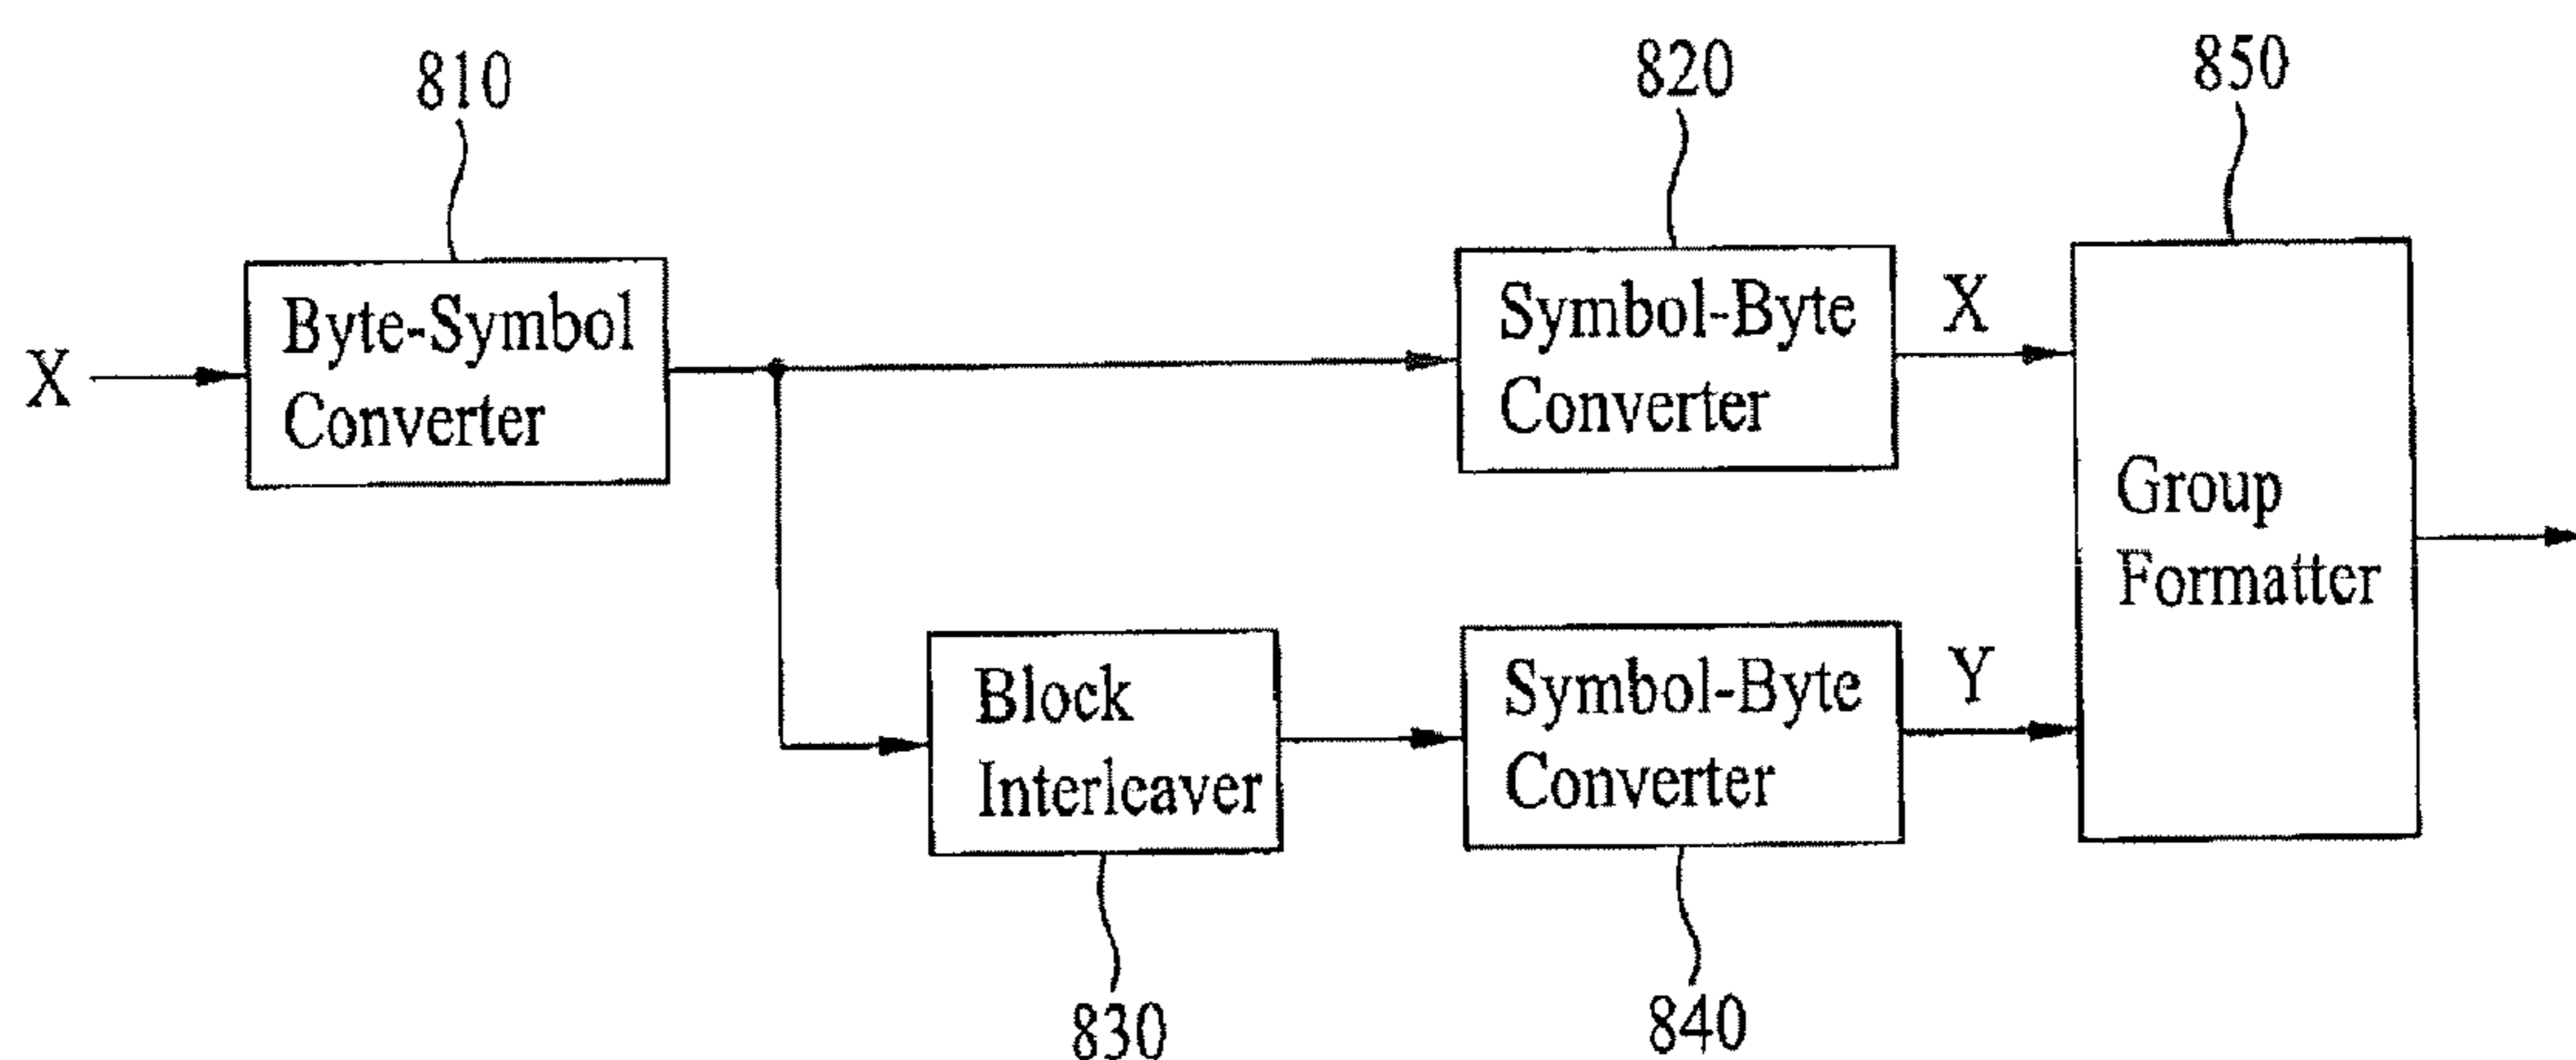 810
820
850
Byte-Symbol
Converter
Symbol-Byte
Converter
X
X
Group
Formatter
Block
Interleaver
Symbol-Byte
Converter
Y
830
840